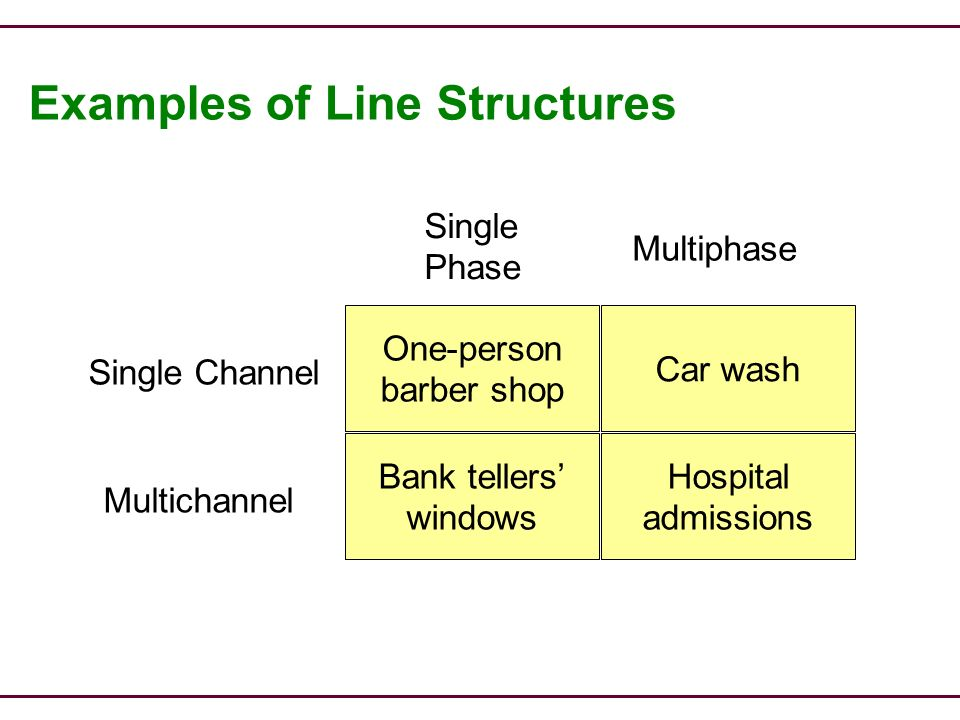 Examples of Line Structures
Single
Phase
Multiphase
Single Channel
One-person
barber shop
Car wash
Multichannel
Bank tellers’
windows
Hospital
admissions